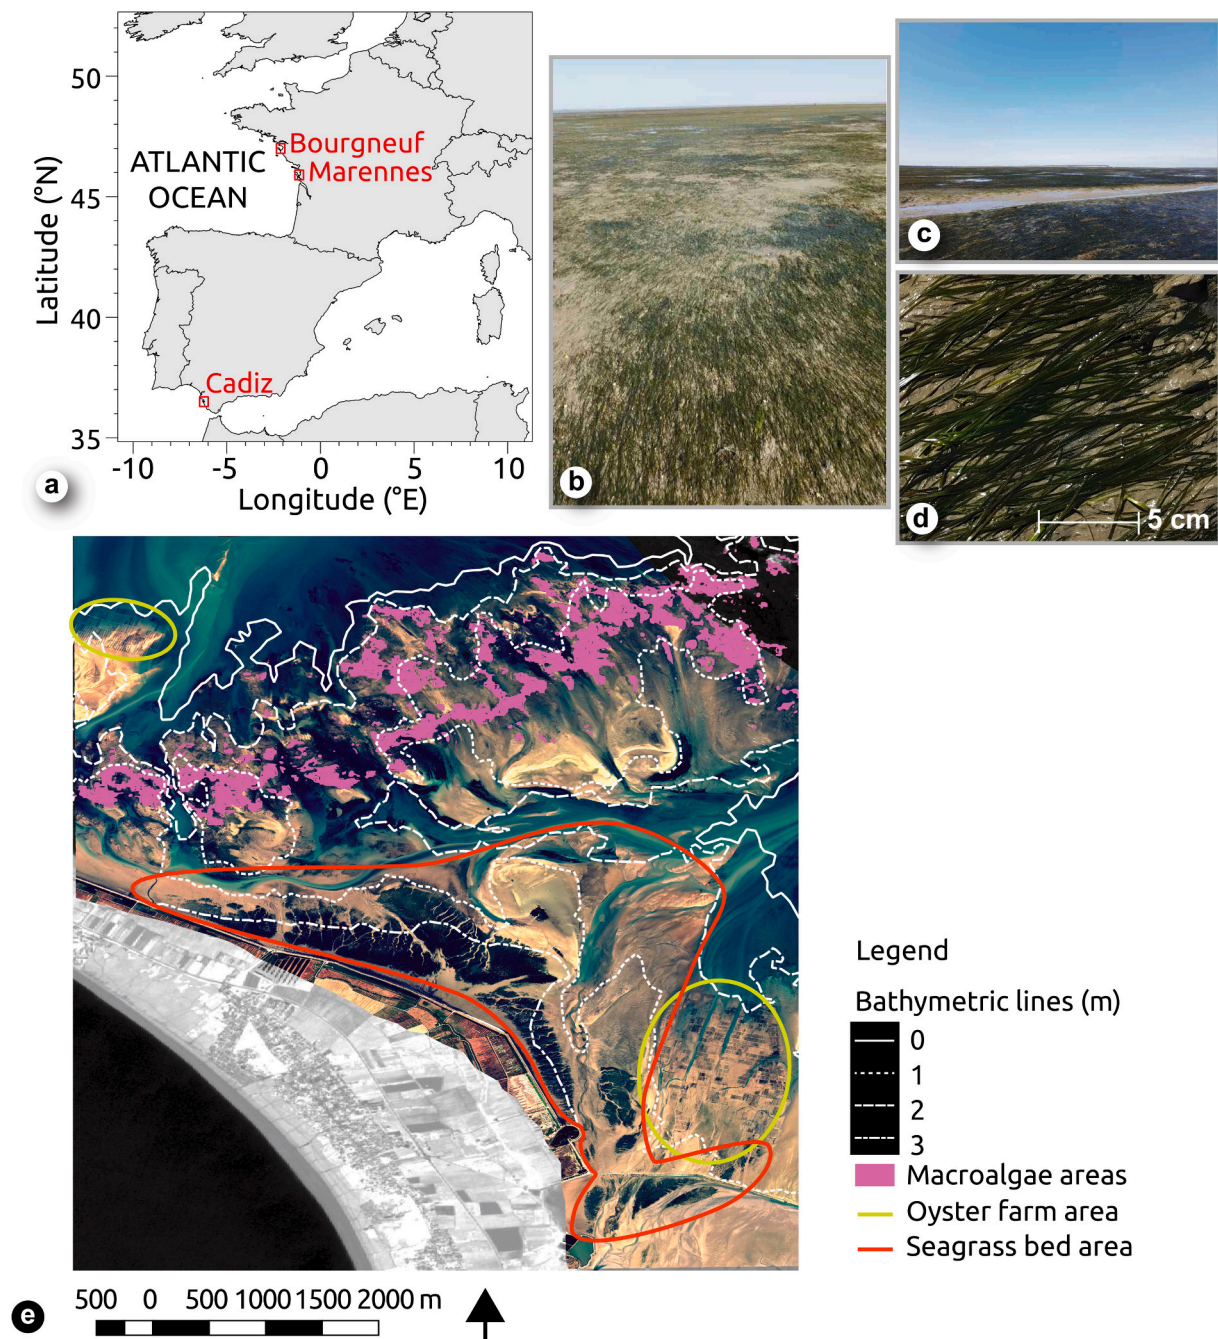 50
45
40
35
Latitude (°N)
ATLANTIC
OCEAN
Bourgneuf
Marennes
Cadiz
-10 -5 0 5 10
Longitude (°E)
a
b
c
d
5 cm
Legend
Bathymetric lines (m)
0
1
2
3
Macroalgae areas
Oyster farm area
Seagrass bed area
e
500 0 500 1000 1500 2000 m